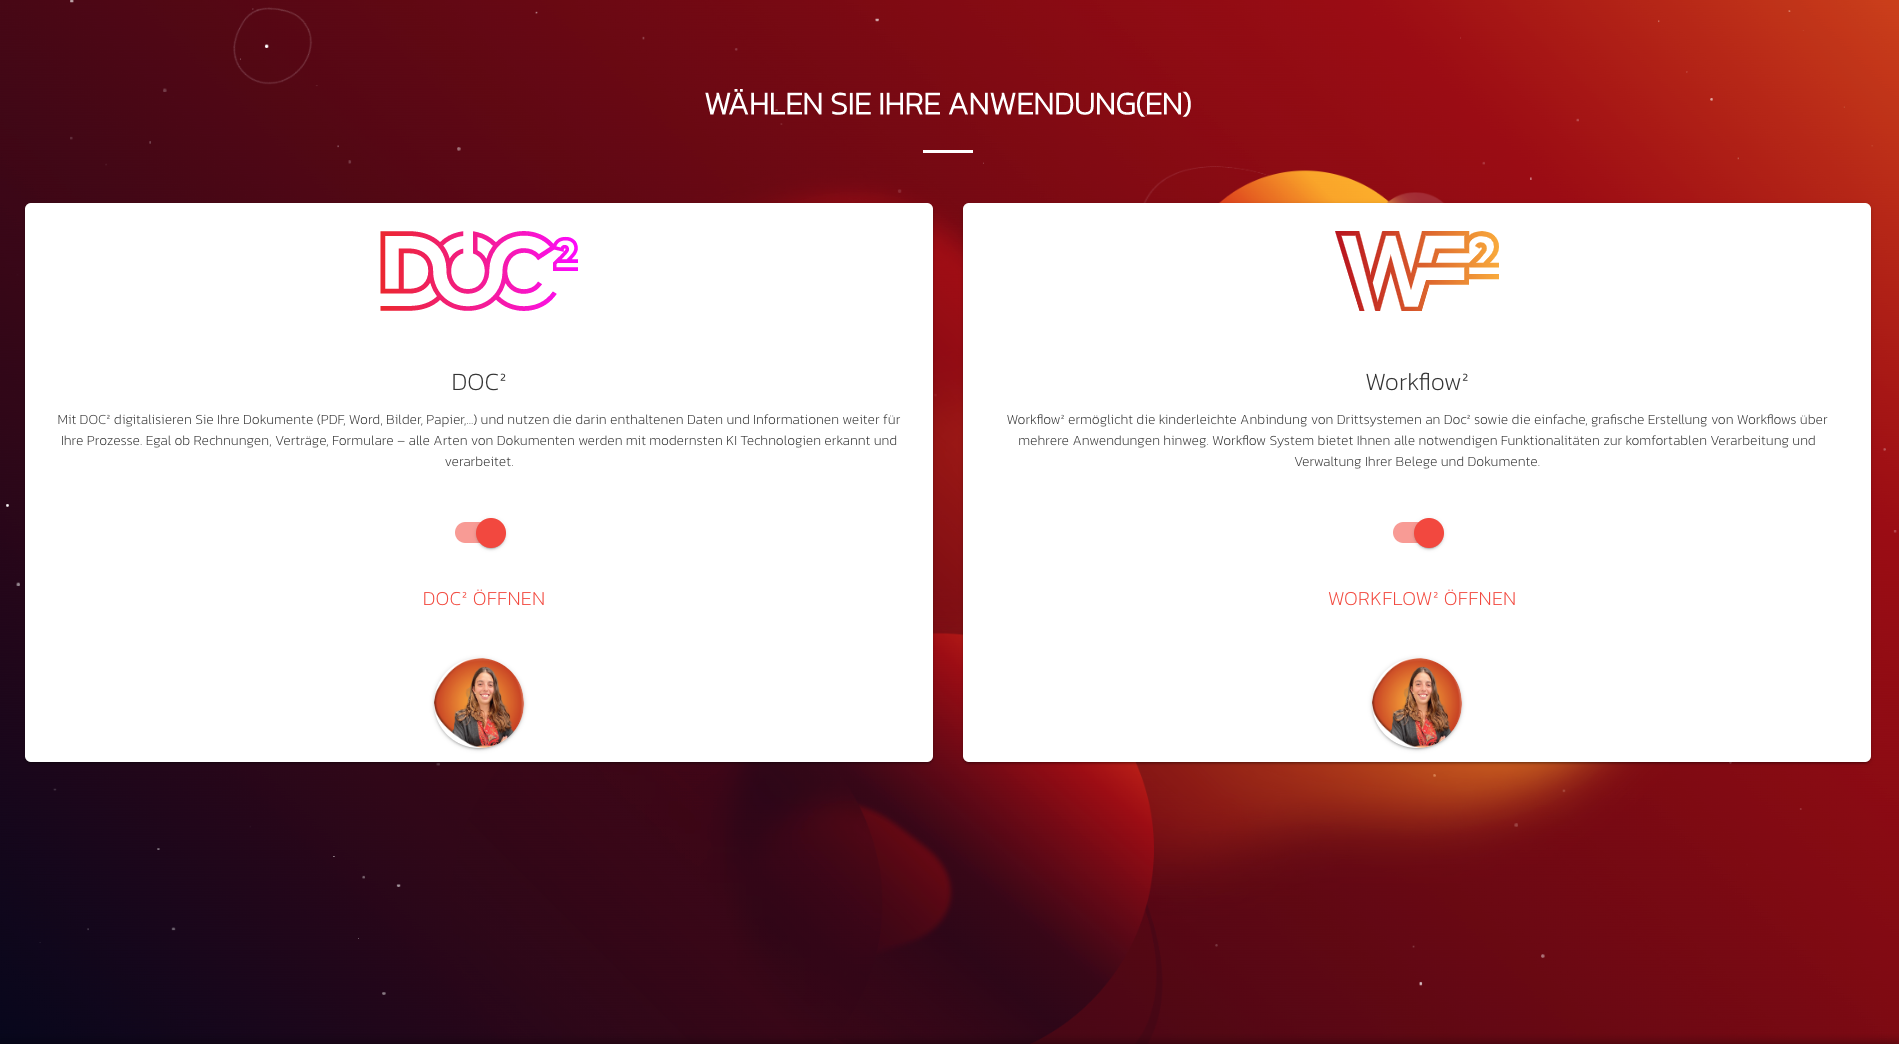 WÄHLEN SIE IHRE ANWENDUNG(EN)
DOC²
DOC²
Mit DOC² digitalisieren Sie Ihre Dokumente (PDF, Word, Bilder, Papier,...) und nutzen die darin enthaltenen Daten und Informationen weiter für
Ihre Prozesse. Egal ob Rechnungen, Verträge, Formulare – alle Arten von Dokumenten werden mit modernsten KI Technologien erkannt und
verarbeitet.
DOC² ÖFFNEN
WF²
Workflow²
Workflow² ermöglicht die kinderleichte Anbindung von Drittsystemen an Doc² sowie die einfache, grafische Erstellung von Workflows über
mehrere Anwendungen hinweg. Workflow System bietet Ihnen alle notwendigen Funktionalitäten zur komfortablen Verarbeitung und
Verwaltung Ihrer Belege und Dokumente.
WORKFLOW² ÖFFNEN